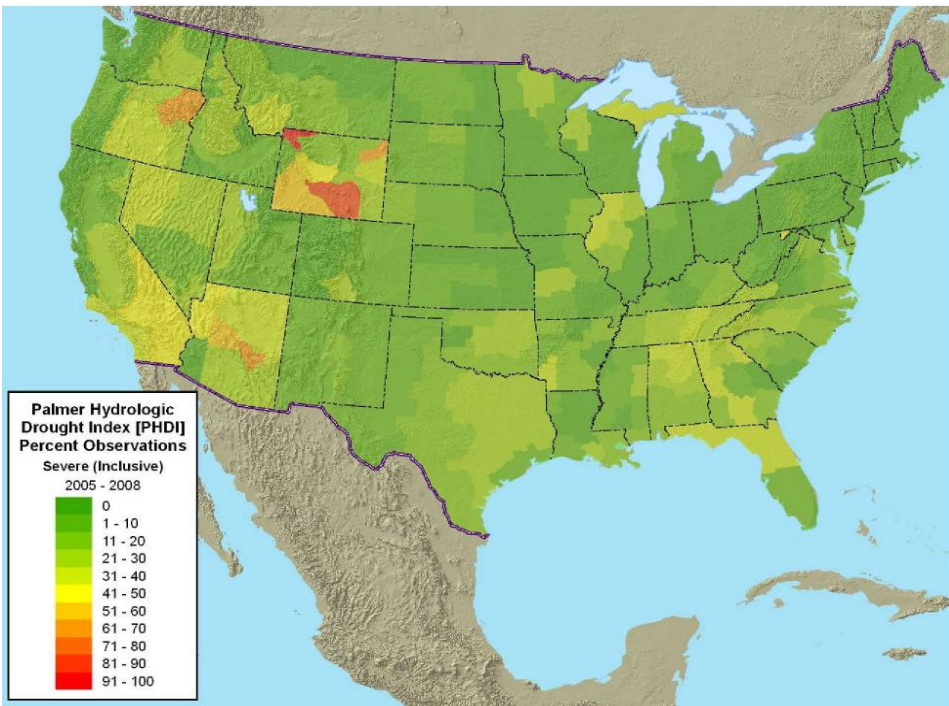 Palmer Hydrologic
Drought Index [PHDI]
Percent Observations
Severe (Inclusive)
2005 - 2008
0
1 - 10
11 - 20
21 - 30
31 - 40
41 - 50
51 - 60
61 - 70
71 - 80
81 - 90
91 - 100